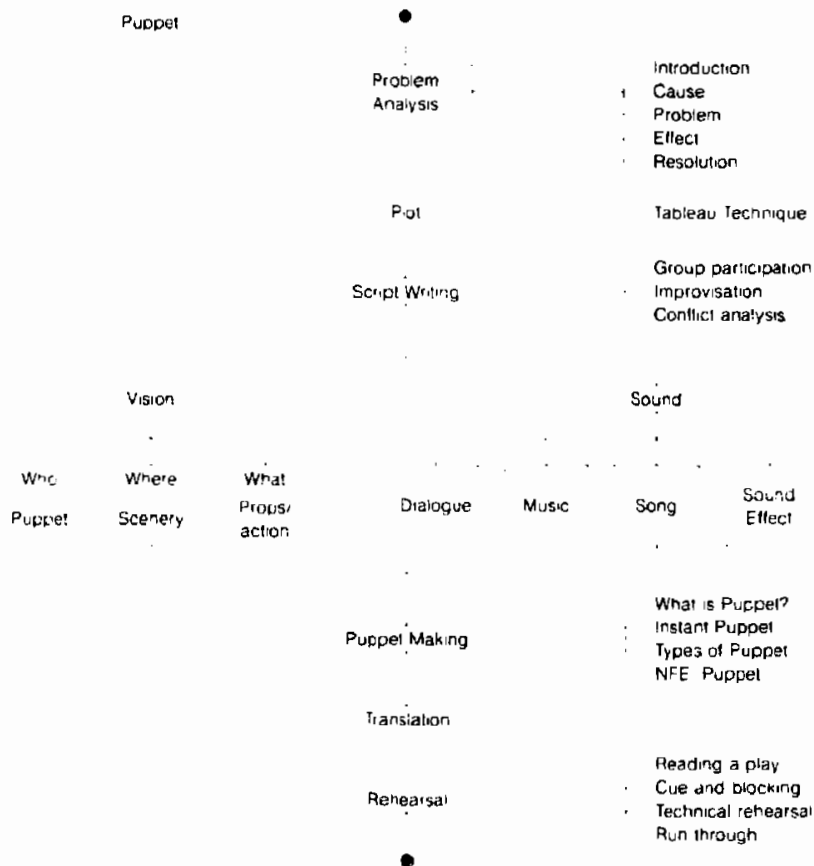 Puppet
Problem
Analysis
Introduction
Cause
Problem
Effect
Resolution
Plot
Tableau Technique
Script Writing
Group participation
Improvisation
Conflict analysis
Vision
Sound
Who
Where
What
Puppet
Scenery
Props/
action
Dialogue
Music
Song
Sound
Effect
Puppet Making
What is Puppet?
Instant Puppet
Types of Puppet
NFE Puppet
Translation
Rehearsal
Reading a play
Cue and blocking
Technical rehearsal
Run through